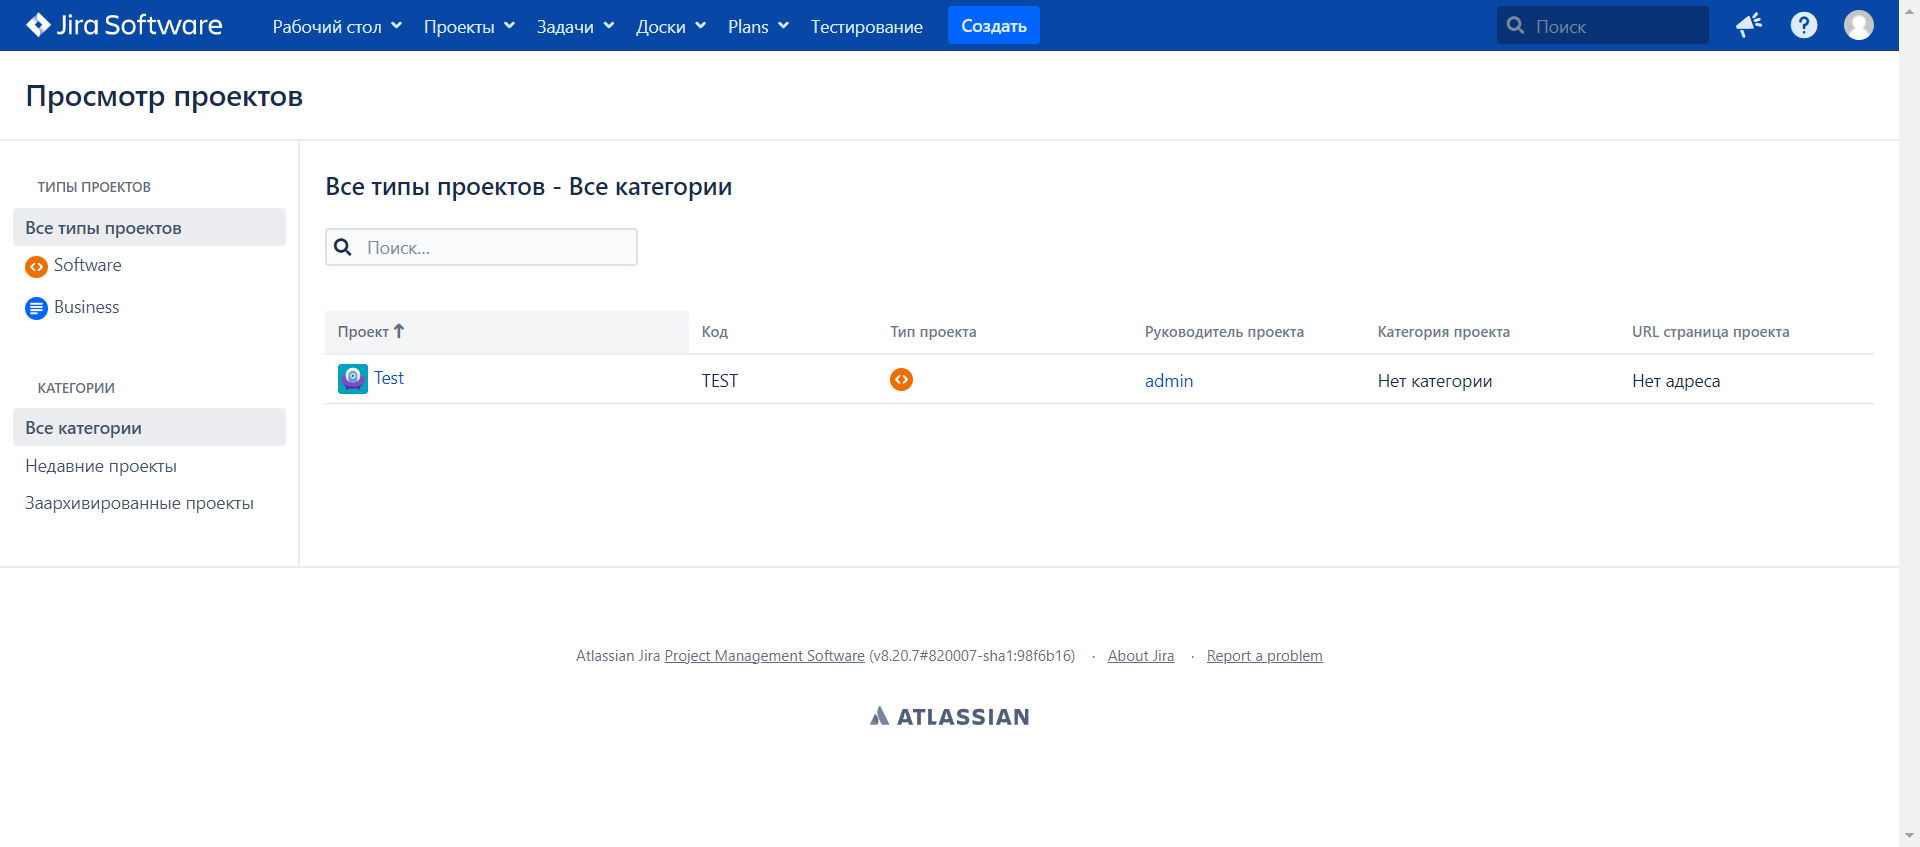 Jira Software Рабочий стол Проекты Задачи Доски Plans Тестирование Создать Поиск
Просмотр проектов
ТИПЫ ПРОЕКТОВ
Все типы проектов
Software
Business
КАТЕГОРИИ
Все категории
Недавние проекты
Заархивированные проекты
Все типы проектов - Все категории
Поиск...
Проект Код Тип проекта Руководитель проекта Категория проекта URL страница проекта
Test TEST admin Нет категории Нет адреса
Atlassian Jira Project Management Software (v8.20.7#820007-sha1:98f6b16) · About Jira · Report a problem
ATLASSIAN